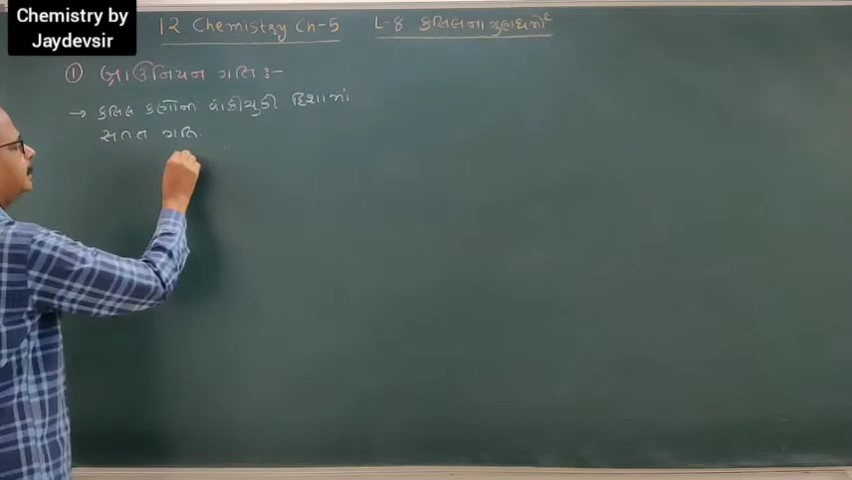 Chemistry by
Jaydevsir
12 Chemistry Ch-5 L-8 કલિલના ગુણધર્મો
① બ્રાઉનિયન ગતિ :-
→ કલિલ કણોની વાંકીચુકી દિશામાં
સતત ગતિ.